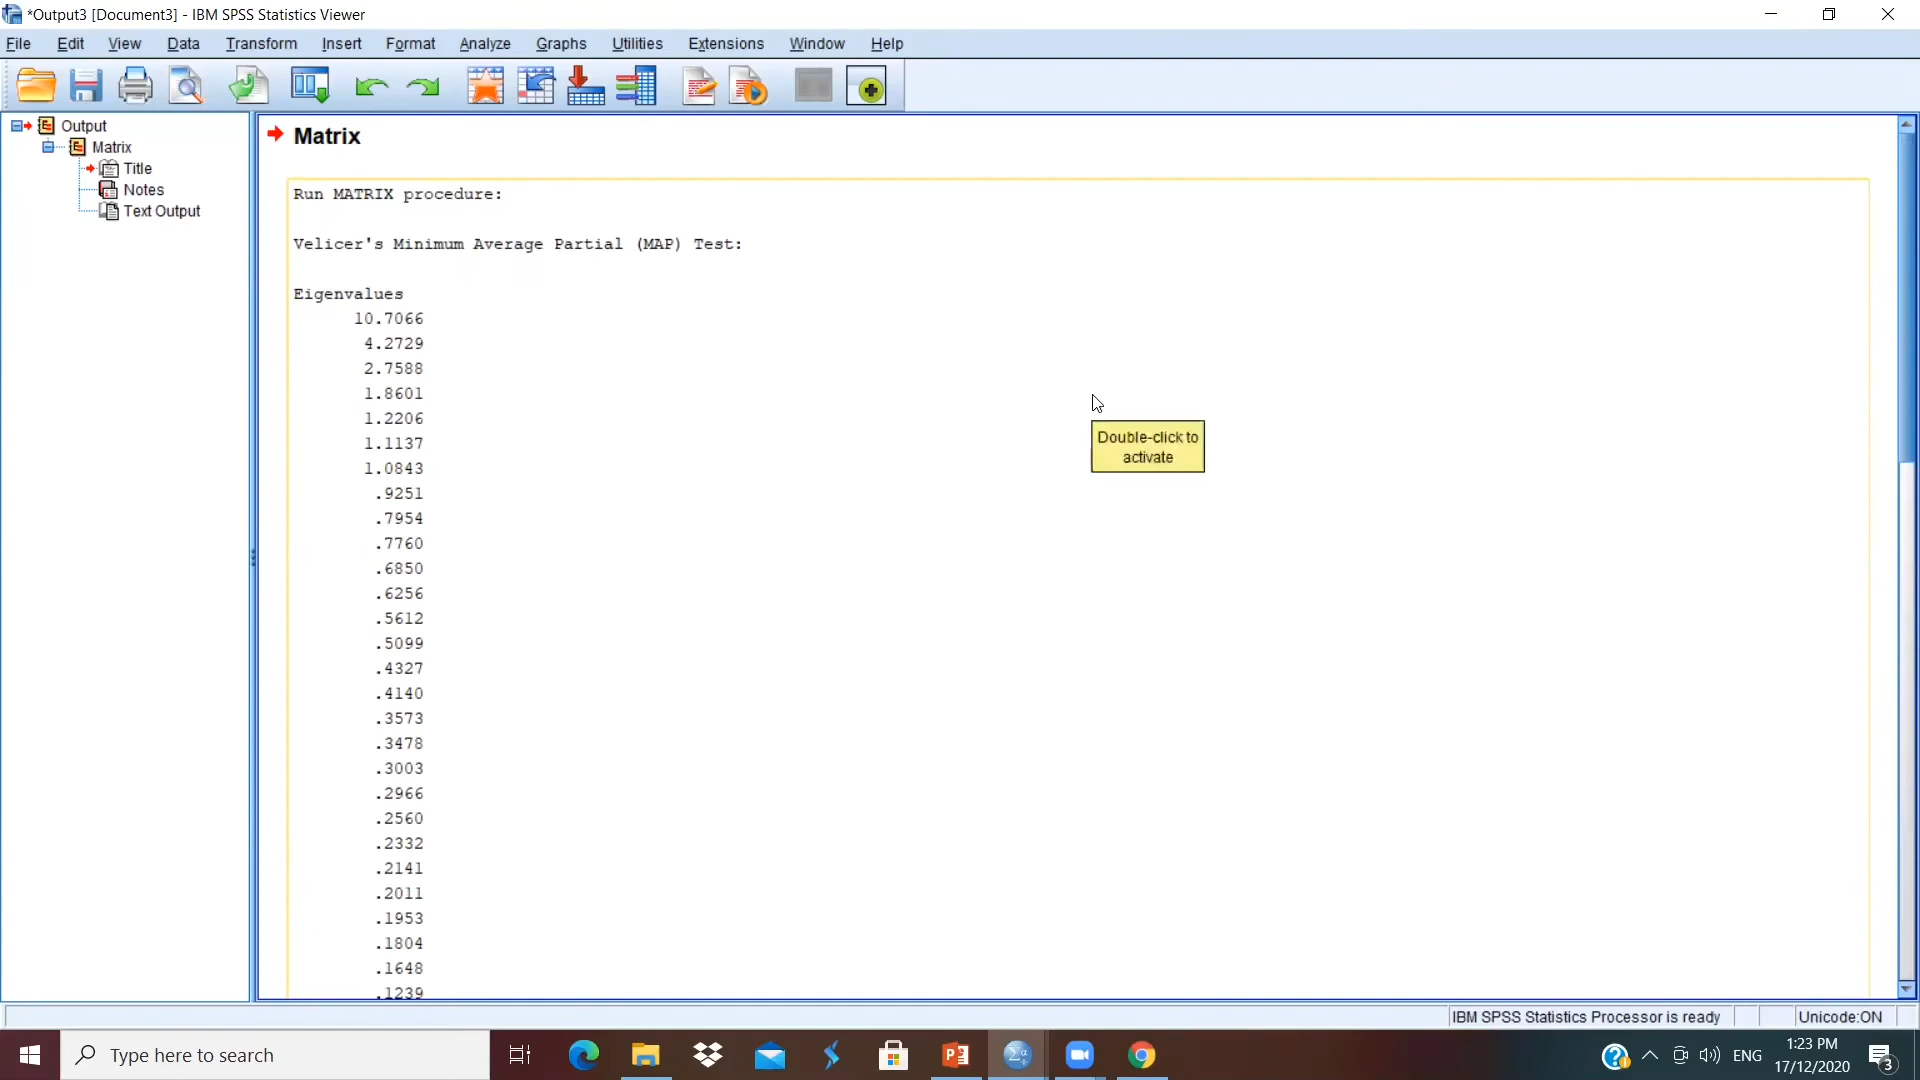 *Output3 [Document3] - IBM SPSS Statistics Viewer
File Edit View Data Transform Insert Format Analyze Graphs Utilities Extensions Window Help
Output
Matrix
Title
Notes
Text Output
Matrix
Run MATRIX procedure:
Velicer's Minimum Average Partial (MAP) Test:
Eigenvalues
10.7066
4.2729
2.7588
1.8601
1.2206
1.1137
1.0843
.9251
.7954
.7760
.6850
.6256
.5612
.5099
.4327
.4140
.3573
.3478
.3003
.2966
.2560
.2332
.2141
.2011
.1953
.1804
.1648
.1239
Double-click to
activate
IBM SPSS Statistics Processor is ready
Unicode:ON
Type here to search
ENG
1:23 PM
17/12/2020
3